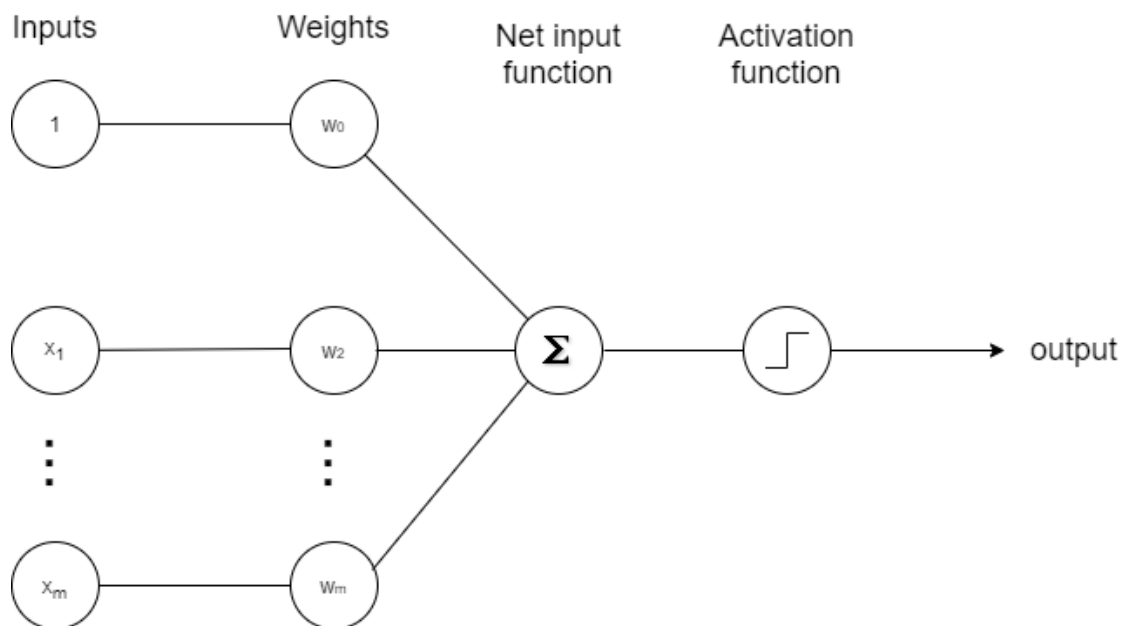 Inputs
Weights
Net input
function
Activation
function
1
w₀
x₁
w₂
Σ
output
⋮
⋮
xₘ
wₘ